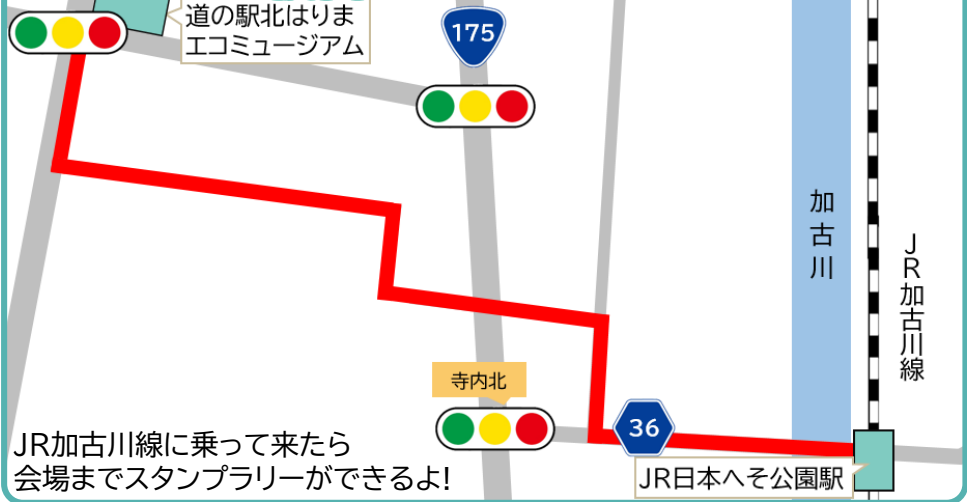 道の駅北はりま
エコミュージアム
175
加古川
JR加古川線
寺内北
36
JR日本へそ公園駅
JR加古川線に乗って来たら
会場までスタンプラリーができるよ!